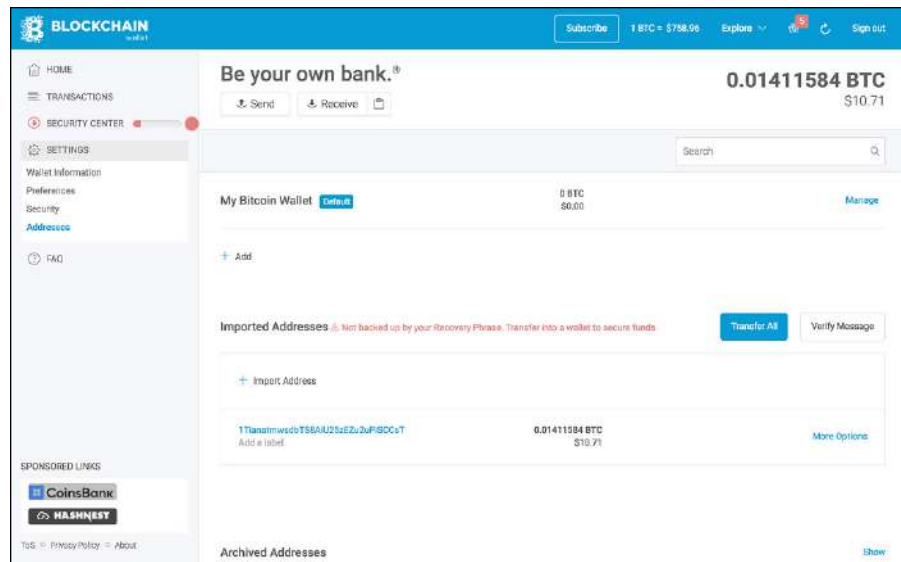 BLOCKCHAIN
wallet
Subscribe
1 BTC = $758.96
Explore
5
Sign out
HOME
TRANSACTIONS
SECURITY CENTER
SETTINGS
Wallet Information
Preferences
Security
Addresses
FAQ
SPONSORED LINKS
CoinsBank
HASHNEST
ToS Privacy Policy About
Be your own bank.®
Send
Receive
0.01411584 BTC
$10.71
Search
My Bitcoin Wallet Default
0 BTC
$0.00
Manage
+ Add
Imported Addresses Not backed up by your Recovery Phrase. Transfer into a wallet to secure funds.
Transfer All
Verify Message
+ Import Address
Add a label
0.01411584 BTC
$10.71
More Options
Archived Addresses
Show